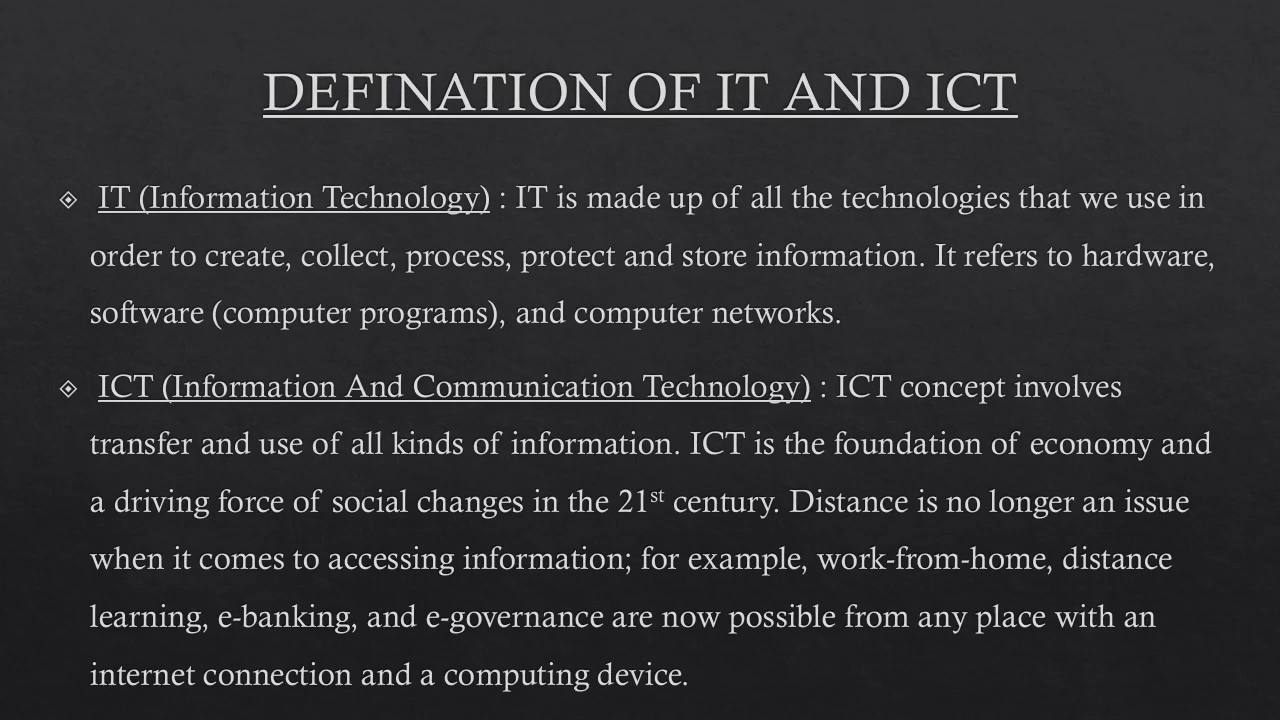 DEFINATION OF IT AND ICT
IT (Information Technology) : IT is made up of all the technologies that we use in
order to create, collect, process, protect and store information. It refers to hardware,
software (computer programs), and computer networks.
ICT (Information And Communication Technology) : ICT concept involves
transfer and use of all kinds of information. ICT is the foundation of economy and
a driving force of social changes in the 21st century. Distance is no longer an issue
when it comes to accessing information; for example, work-from-home, distance
learning, e-banking, and e-governance are now possible from any place with an
internet connection and a computing device.